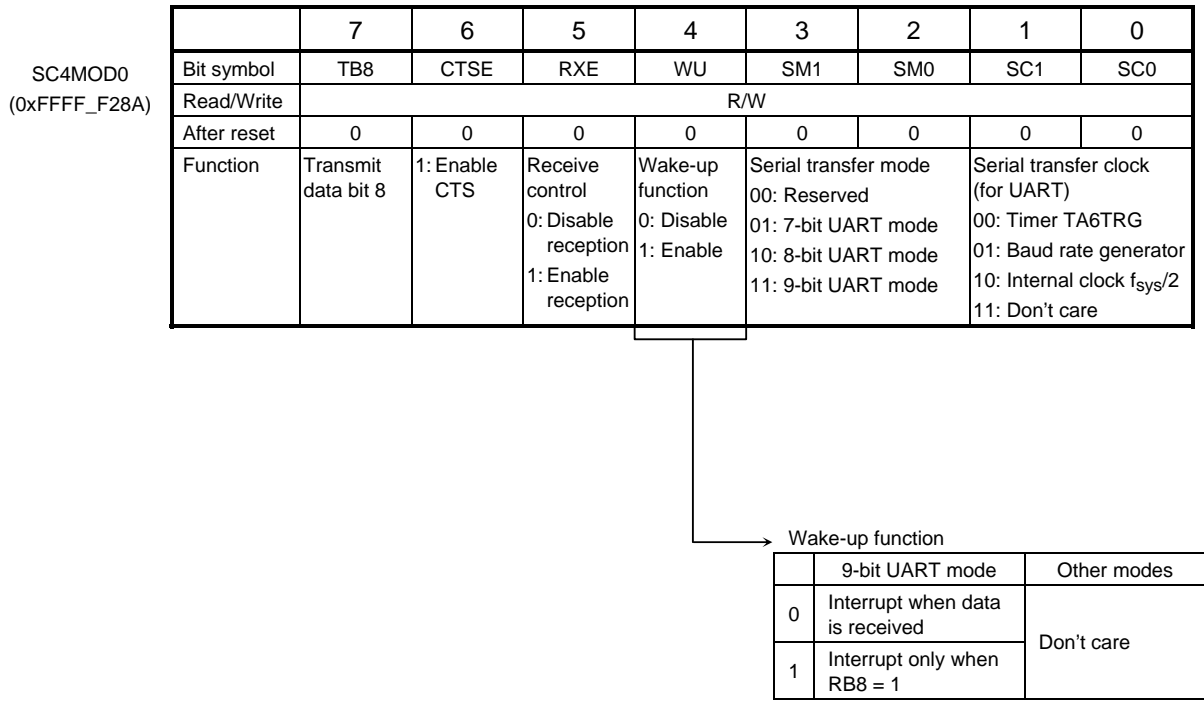 7 6 5 4 3 2 1 0
SC4MOD0
(0xFFFF_F28A)
Bit symbol TB8 CTSE RXE WU SM1 SM0 SC1 SC0
Read/Write R/W
After reset 0 0 0 0 0 0 0 0
Function
Transmit
data bit 8
1: Enable
CTS
Receive
control
0: Disable
reception
1: Enable
reception
Wake-up
function
0: Disable
1: Enable
Serial transfer mode
00: Reserved
01: 7-bit UART mode
10: 8-bit UART mode
11: 9-bit UART mode
Serial transfer clock
(for UART)
00: Timer TA6TRG
01: Baud rate generator
10: Internal clock fsys/2
11: Don't care
Wake-up function
9-bit UART mode Other modes
0
Interrupt when data
is received
1
Interrupt only when
RB8 = 1
Don't care